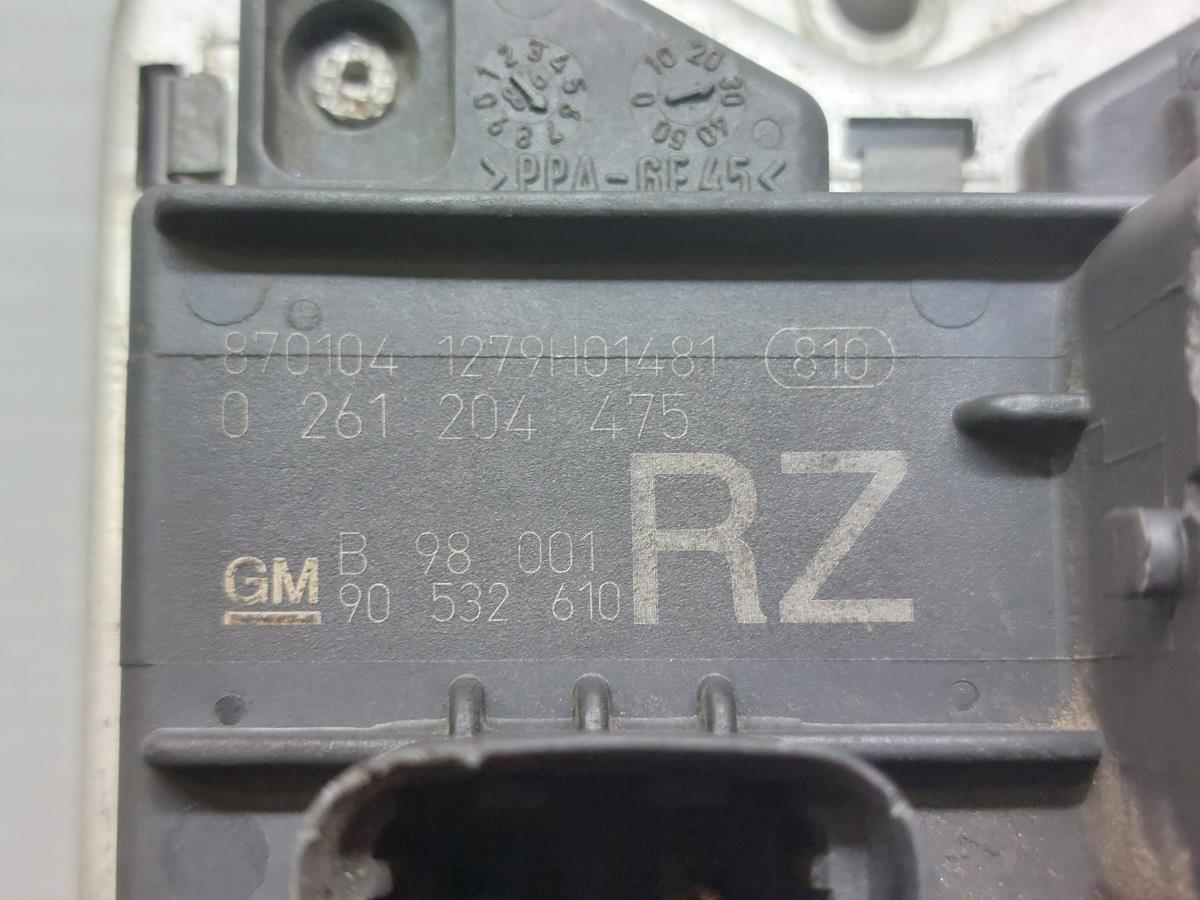 >PPA-GF45<
870104 1279H01481 810
0 261 204 475
RZ
GM B 98 001
90 532 610